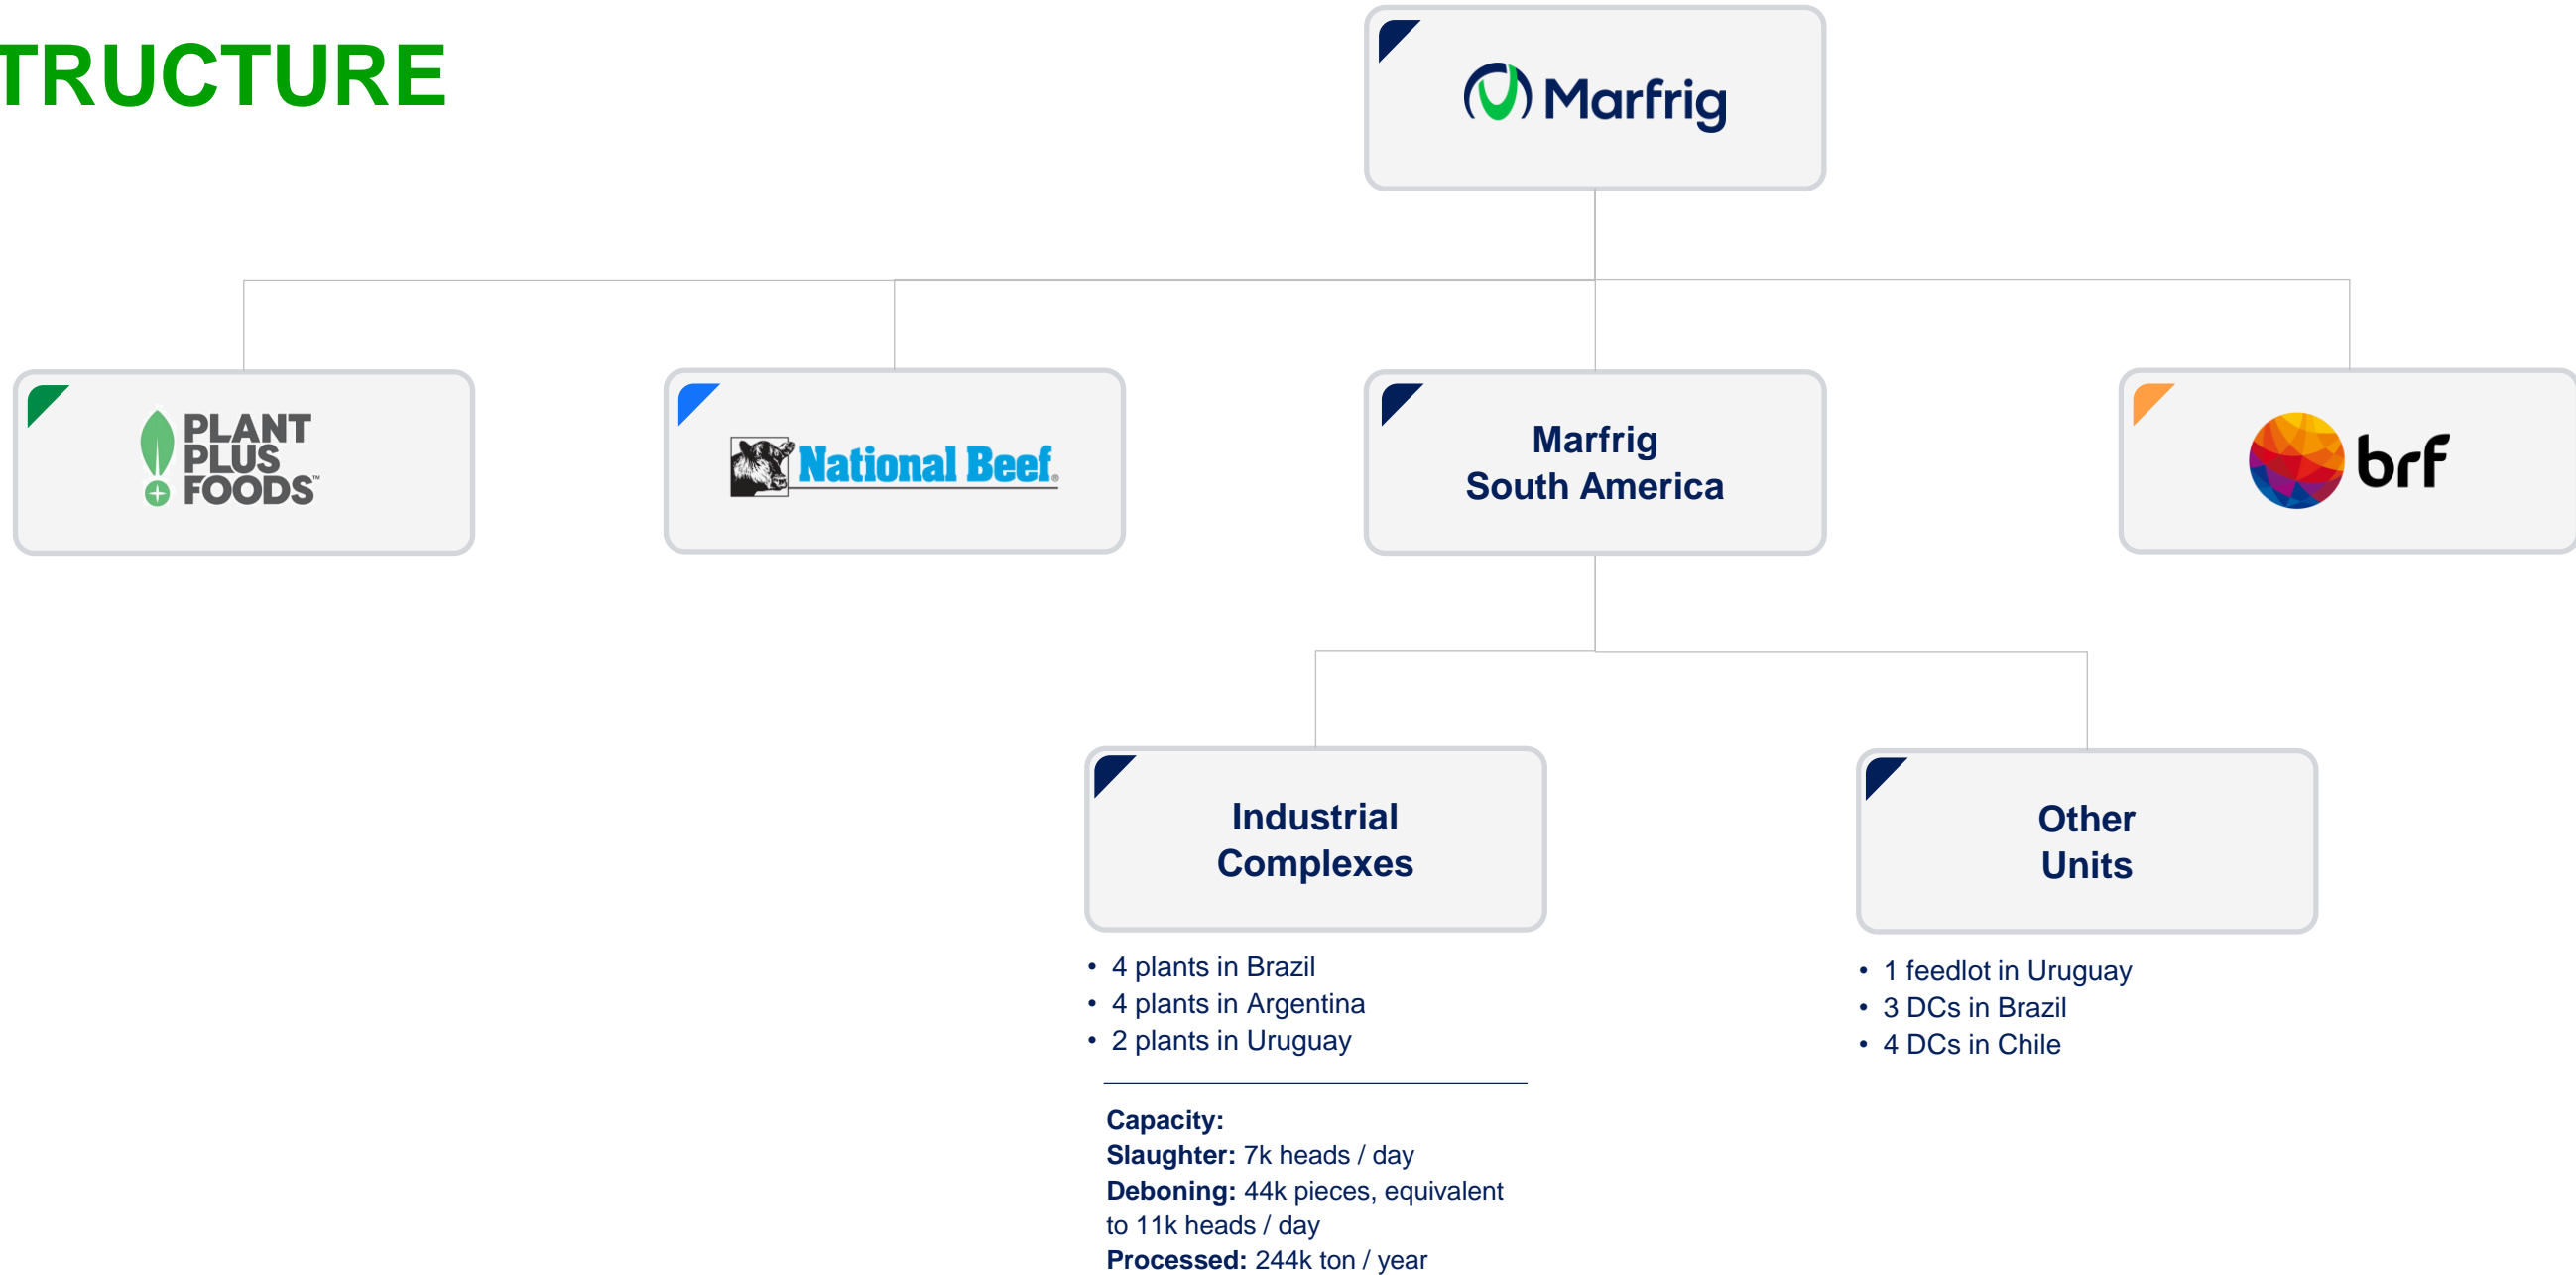 TRUCTURE
Marfrig
PLANT
PLUS
FOODS™
National Beef®
Marfrig
South America
brf
Industrial
Complexes
• 4 plants in Brazil
• 4 plants in Argentina
• 2 plants in Uruguay
Capacity:
Slaughter: 7k heads / day
Deboning: 44k pieces, equivalent
to 11k heads / day
Processed: 244k ton / year
Other
Units
• 1 feedlot in Uruguay
• 3 DCs in Brazil
• 4 DCs in Chile